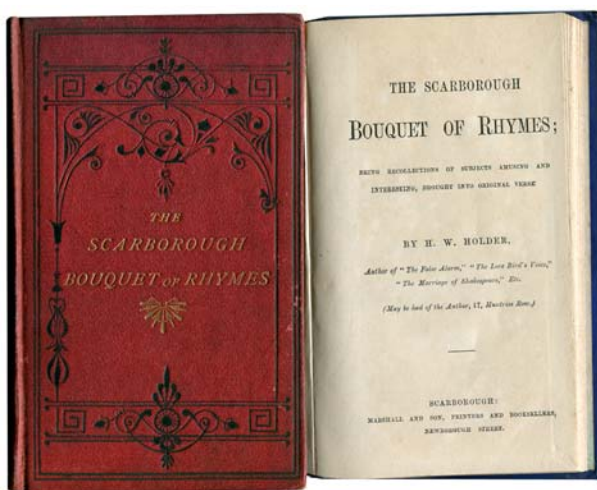 THE
SCARBOROUGH
BOUQUET OF RHYMES
THE SCARBOROUGH
BOUQUET OF RHYMES;
BEING RECOLLECTIONS OF SUBJECTS AMUSING AND
INTERESTING, BROUGHT INTO ORIGINAL VERSE
BY H. W. HOLDER,
Author of "The False Alarm," "The Love Bird's Voice,"
"The Marriage of Shakespeare," Etc.
(May be had of the Author, 17, Huntriss Row.)
SCARBOROUGH:
MARSHALL AND SON, PRINTERS AND BOOKSELLERS,
NEWBOROUGH STREET.